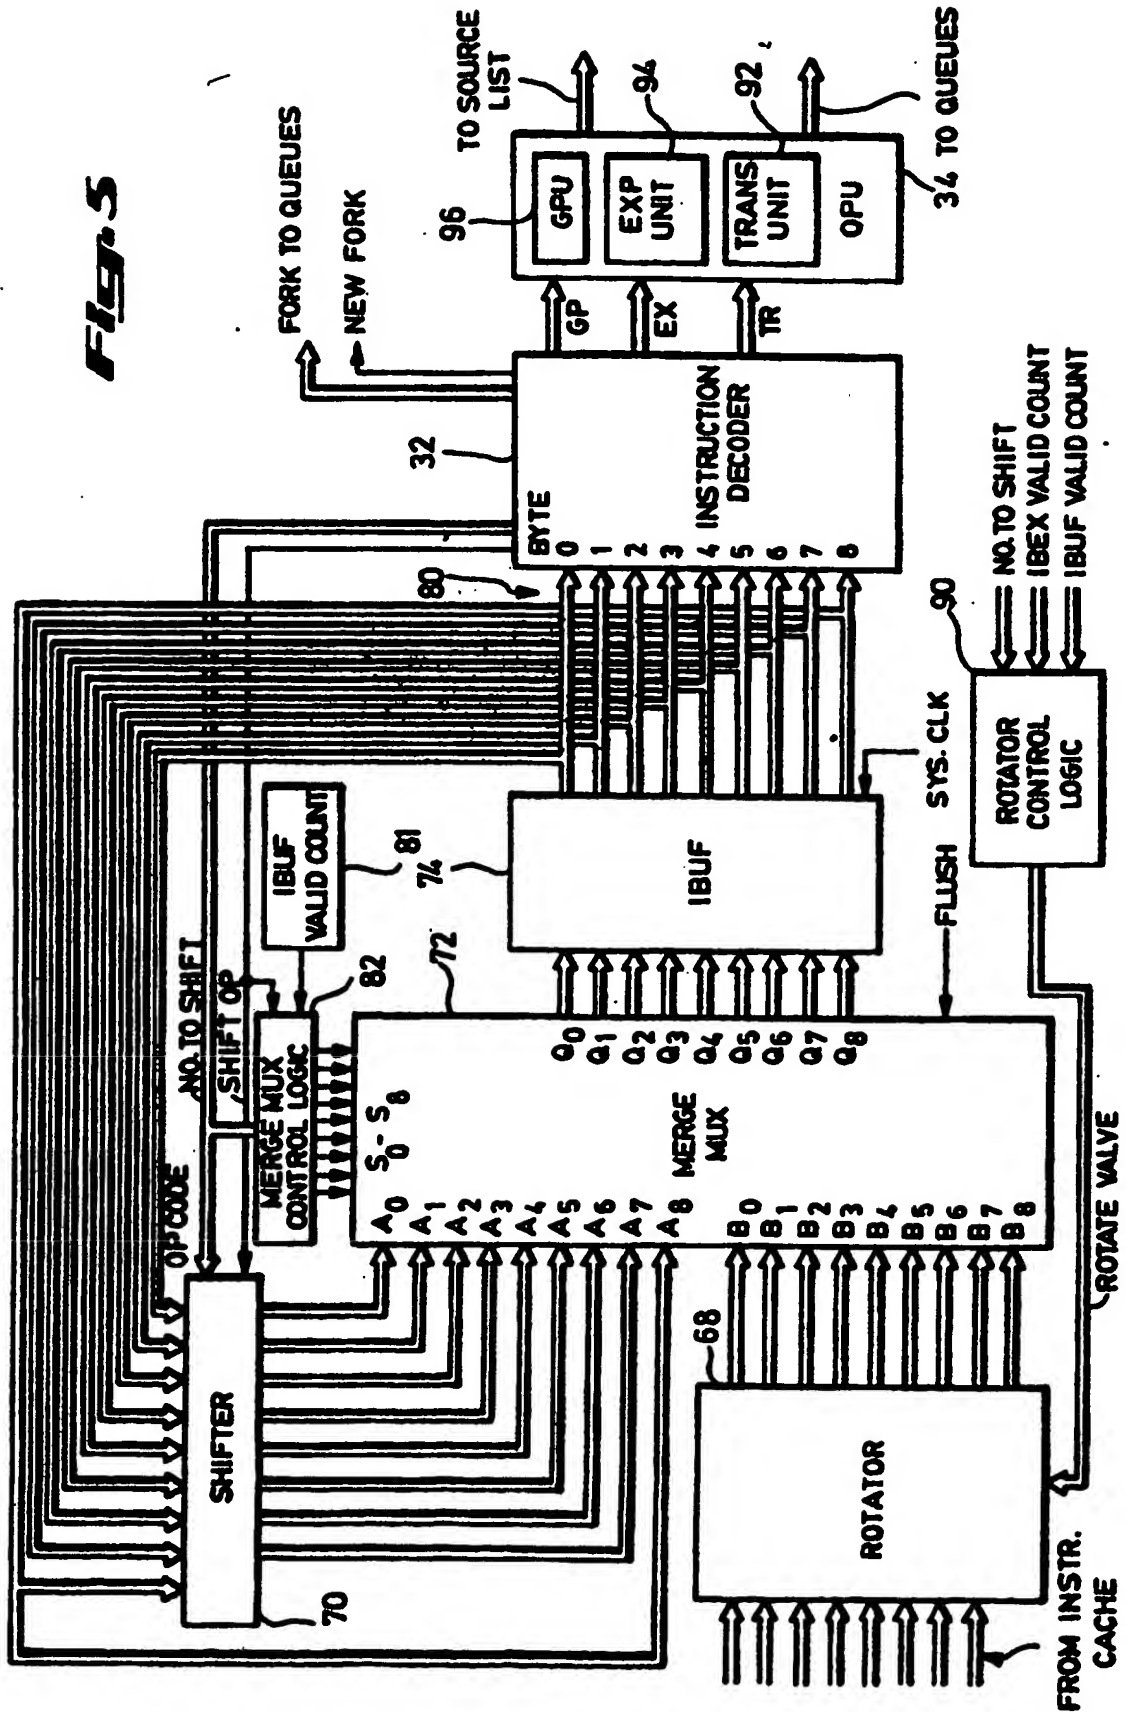 Fig. 5
FORK TO QUEUES
NEW FORK
TO SOURCE
LIST
96
94
92
GPU
EXP
UNIT
TRANS
UNIT
OPU
34
TO QUEUES
GP
EX
TR
32
BYTE
0
1
2
3
4
5
6
7
8
INSTRUCTION
DECODER
80
OP CODE
NO. TO SHIFT
SHIFT OP
IBUF
VALID COUNT
81
74
IBUF
SYS. CLK
82
MERGE MUX
CONTROL LOGIC
72
S0 - S8
A0
A1
A2
A3
A4
A5
A6
A7
A8
B0
B1
B2
B3
B4
B5
B6
B7
B8
Q0
Q1
Q2
Q3
Q4
Q5
Q6
Q7
Q8
MERGE
MUX
FLUSH
SHIFTER
70
68
ROTATOR
FROM INSTR.
CACHE
ROTATE VALVE
90
ROTATOR
CONTROL
LOGIC
NO. TO SHIFT
IBEX VALID COUNT
IBUF VALID COUNT